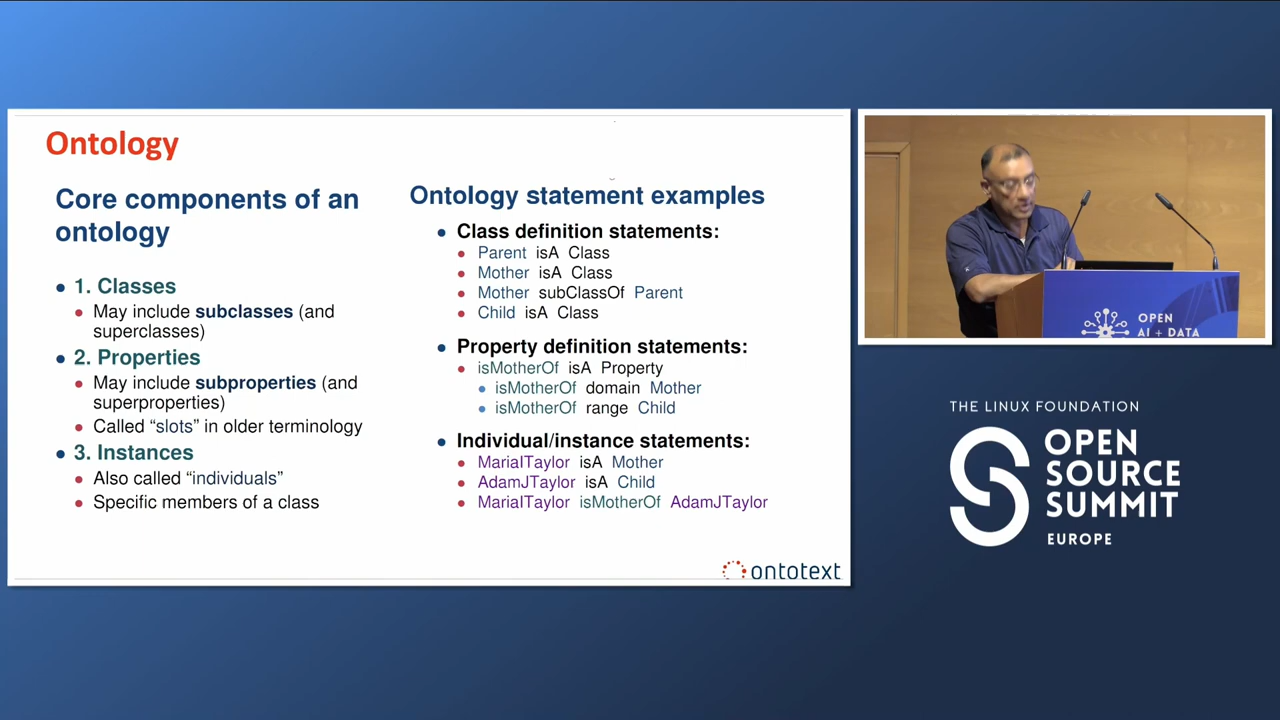 Ontology
Core components of an
ontology
1. Classes
May include subclasses (and
superclasses)
2. Properties
May include subproperties (and
superproperties)
Called “slots” in older terminology
3. Instances
Also called “individuals”
Specific members of a class
Ontology statement examples
Class definition statements:
Parent isA Class
Mother isA Class
Mother subClassOf Parent
Child isA Class
Property definition statements:
isMotherOf isA Property
isMotherOf domain Mother
isMotherOf range Child
Individual/instance statements:
MariaITaylor isA Mother
AdamJTaylor isA Child
MariaITaylor isMotherOf AdamJTaylor
ontotext
OPEN
AI + DATA
THE LINUX FOUNDATION
OPEN
SOURCE
SUMMIT
EUROPE